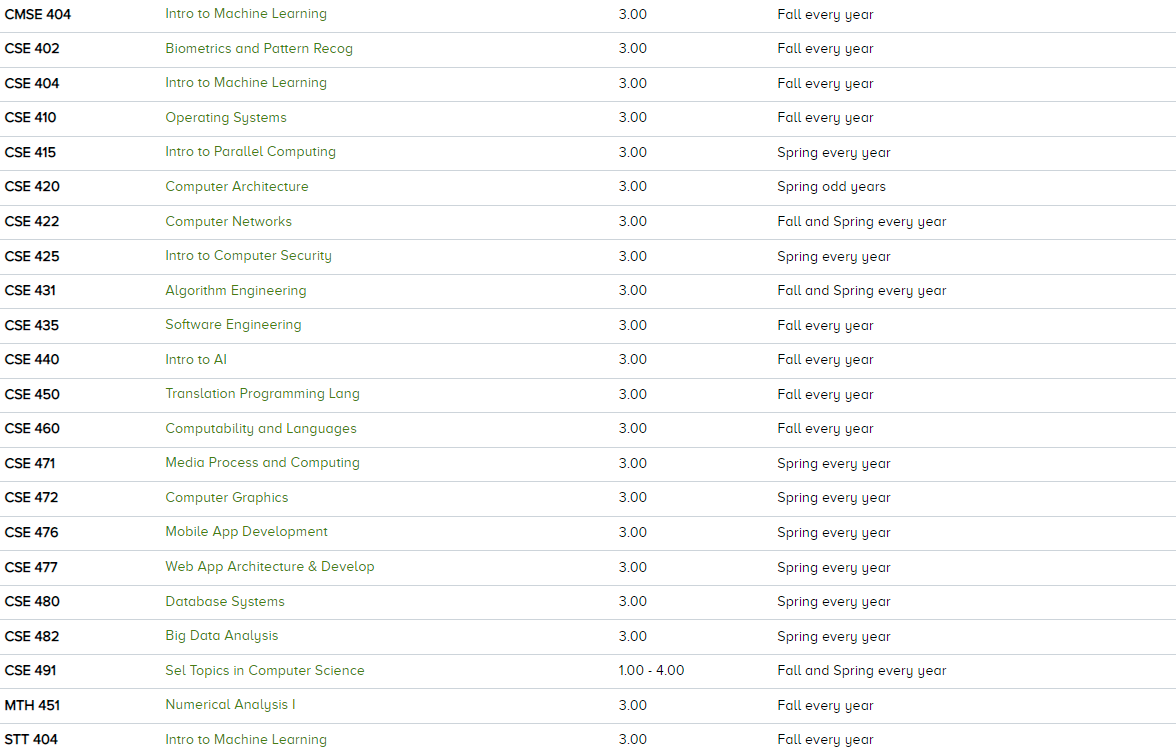 CMSE 404 Intro to Machine Learning 3.00 Fall every year
CSE 402 Biometrics and Pattern Recog 3.00 Fall every year
CSE 404 Intro to Machine Learning 3.00 Fall every year
CSE 410 Operating Systems 3.00 Fall every year
CSE 415 Intro to Parallel Computing 3.00 Spring every year
CSE 420 Computer Architecture 3.00 Spring odd years
CSE 422 Computer Networks 3.00 Fall and Spring every year
CSE 425 Intro to Computer Security 3.00 Spring every year
CSE 431 Algorithm Engineering 3.00 Fall and Spring every year
CSE 435 Software Engineering 3.00 Fall every year
CSE 440 Intro to AI 3.00 Fall every year
CSE 450 Translation Programming Lang 3.00 Fall every year
CSE 460 Computability and Languages 3.00 Fall every year
CSE 471 Media Process and Computing 3.00 Spring every year
CSE 472 Computer Graphics 3.00 Spring every year
CSE 476 Mobile App Development 3.00 Spring every year
CSE 477 Web App Architecture & Develop 3.00 Spring every year
CSE 480 Database Systems 3.00 Spring every year
CSE 482 Big Data Analysis 3.00 Spring every year
CSE 491 Sel Topics in Computer Science 1.00 - 4.00 Fall and Spring every year
MTH 451 Numerical Analysis I 3.00 Fall every year
STT 404 Intro to Machine Learning 3.00 Fall every year